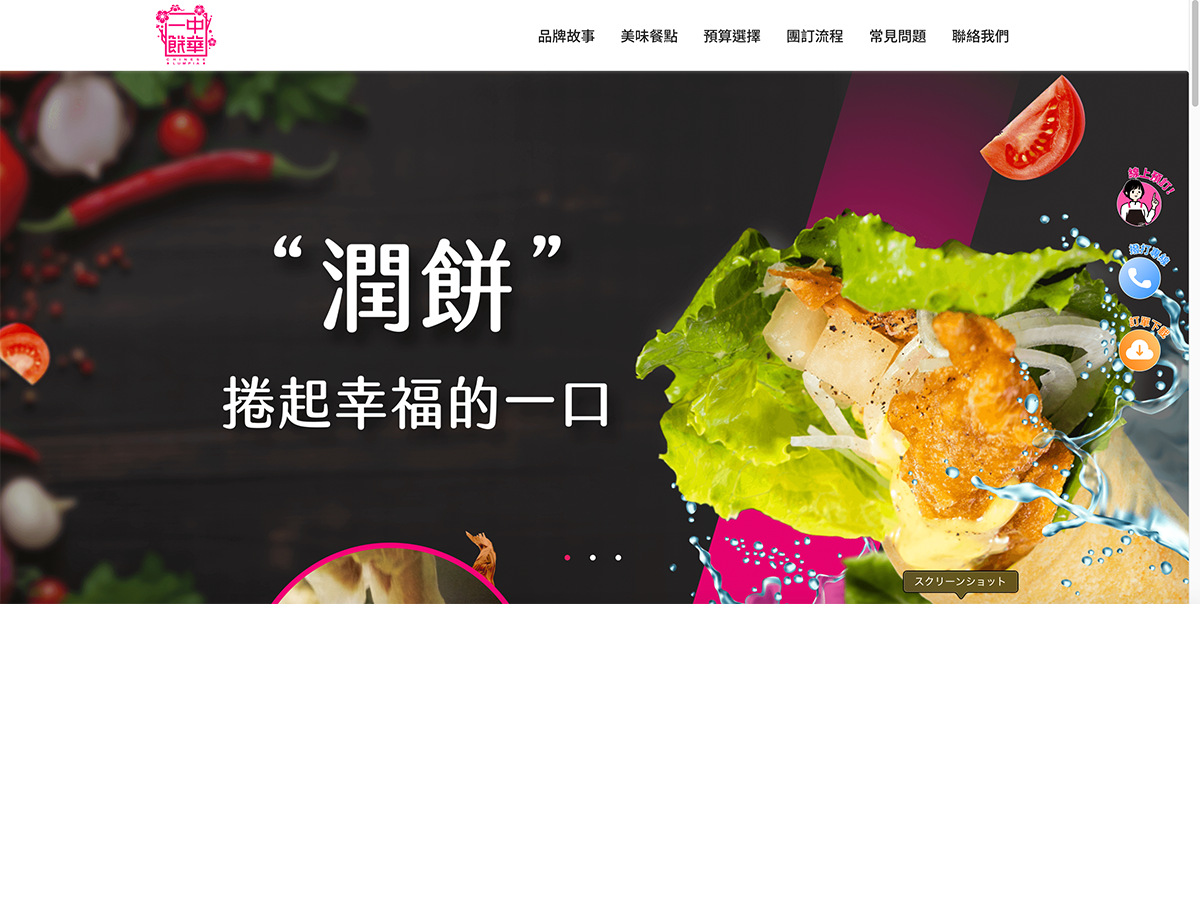 中一
華餅
CHINESE
LUMPIA
品牌故事
美味餐點
預算選擇
團訂流程
常見問題
聯絡我們
線上預訂!
撥打專線
訂單下載
“潤餅”
捲起幸福的一口
スクリーンショット